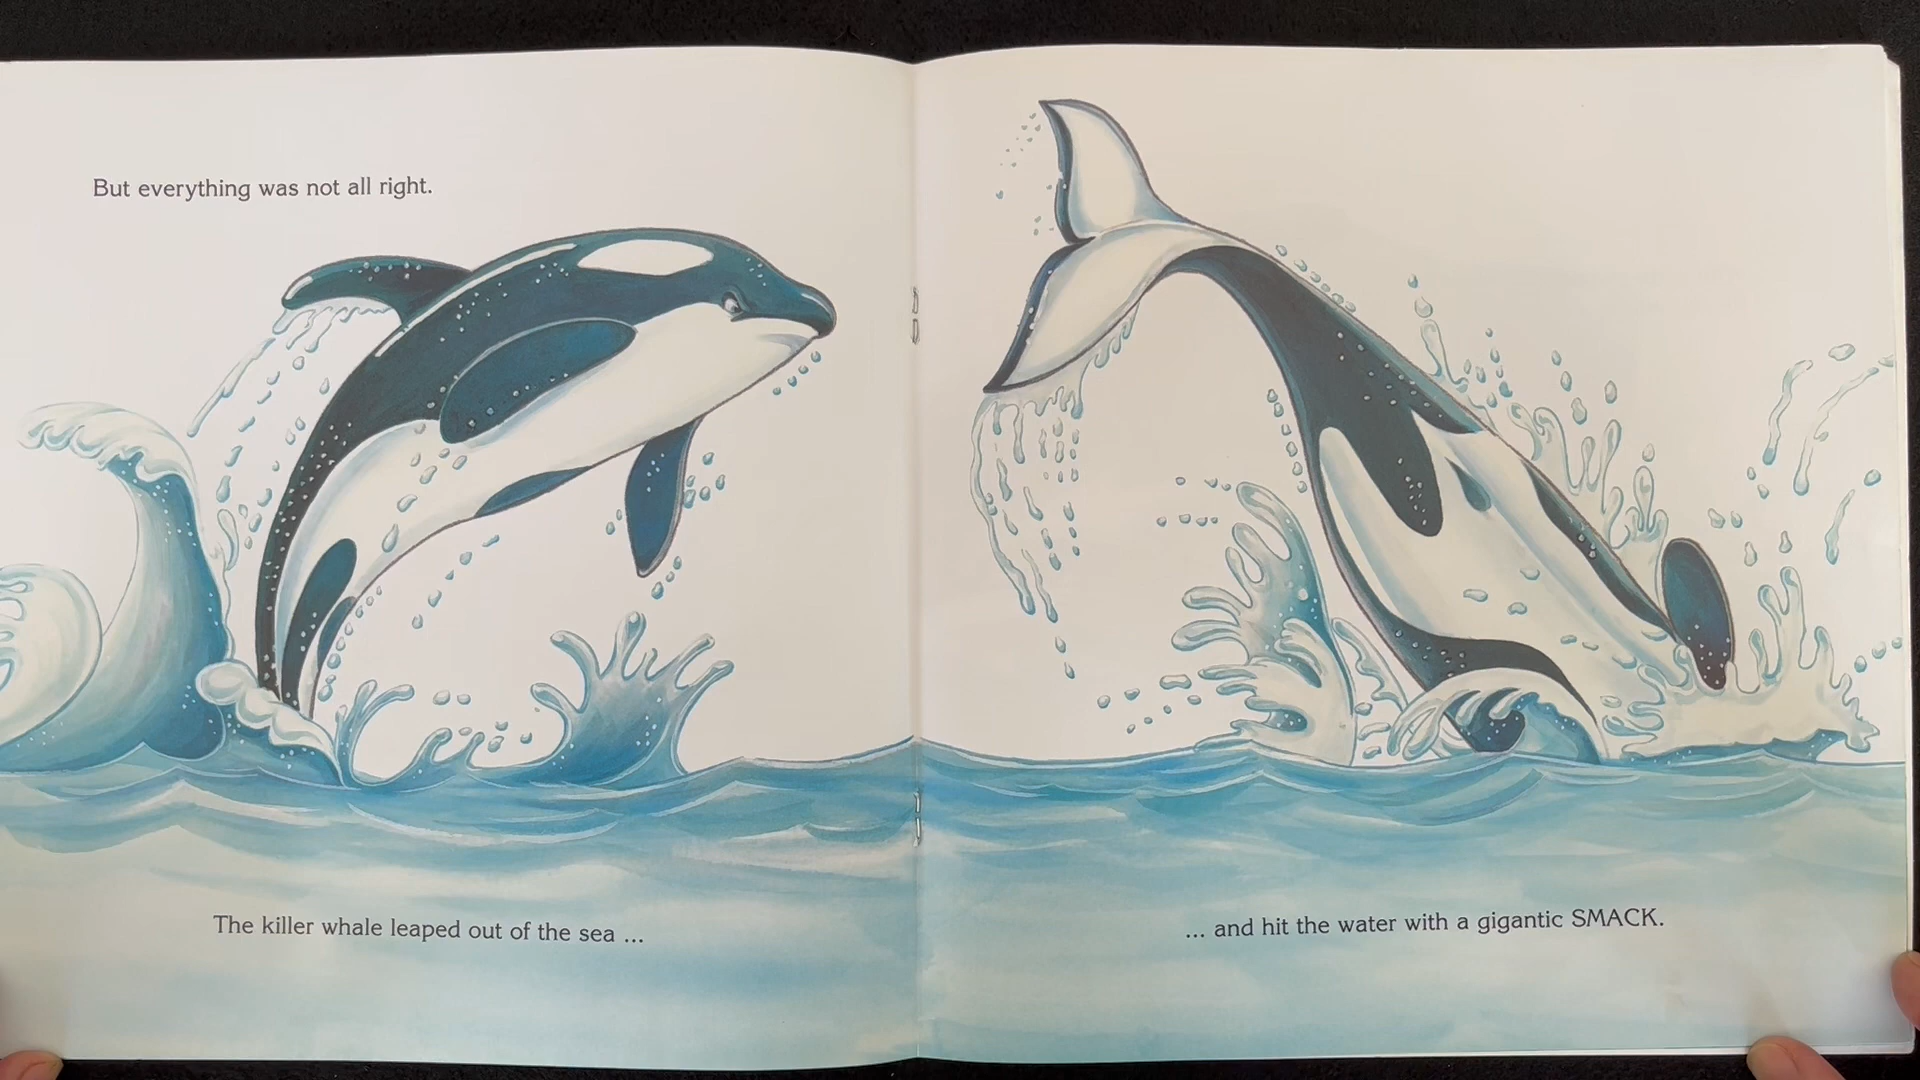 But everything was not all right.
The killer whale leaped out of the sea ...
... and hit the water with a gigantic SMACK.